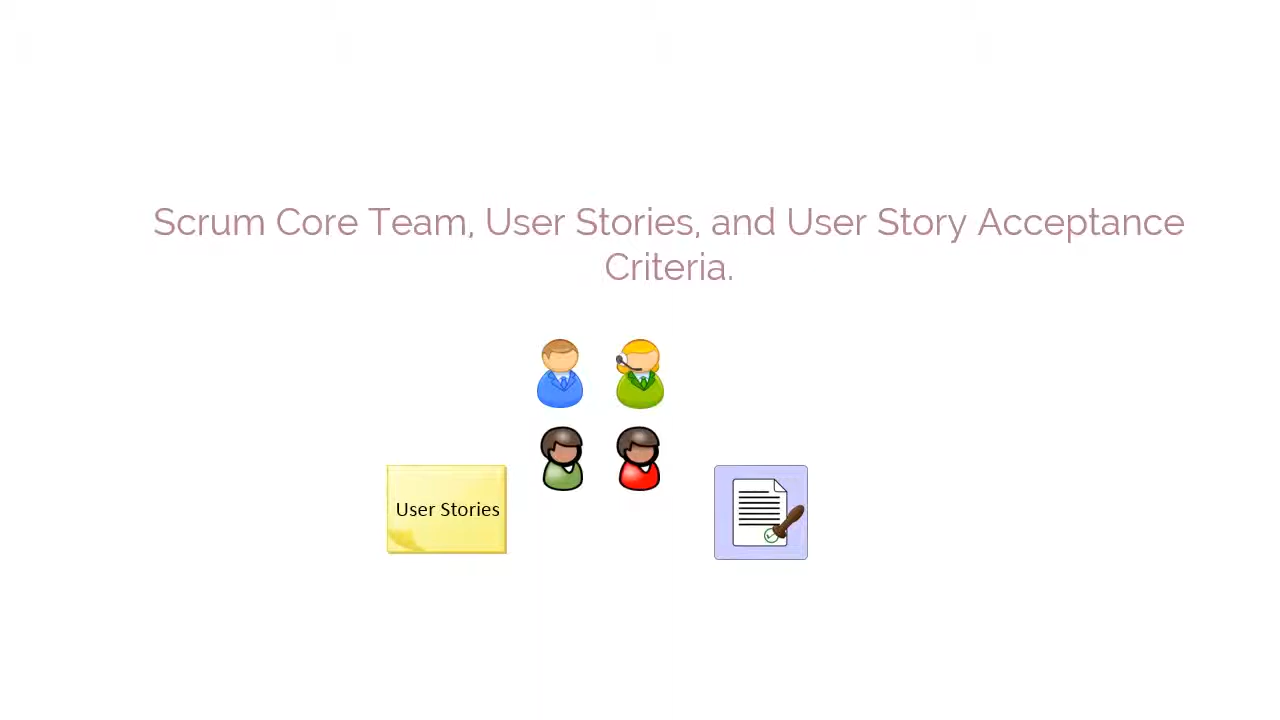 Scrum Core Team, User Stories, and User Story Acceptance
Criteria.
User Stories